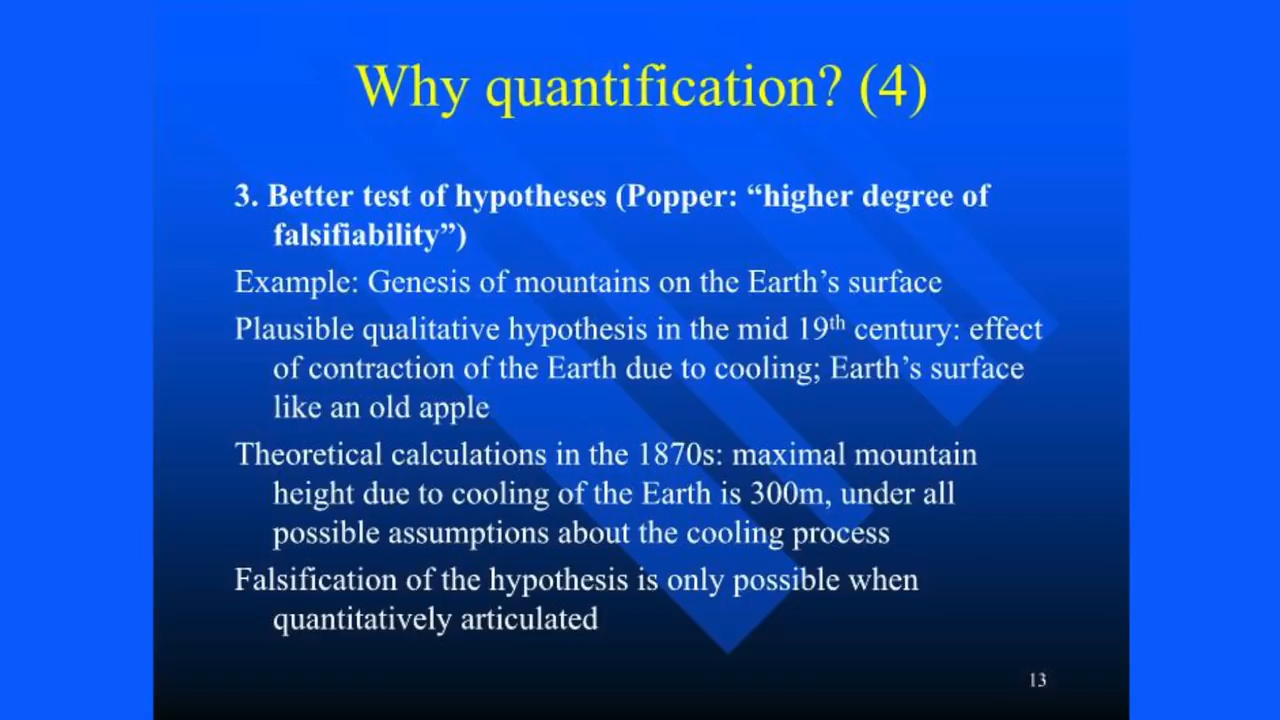 Why quantification? (4)
3. Better test of hypotheses (Popper: “higher degree of
falsifiability”)
Example: Genesis of mountains on the Earth’s surface
Plausible qualitative hypothesis in the mid 19th century: effect
of contraction of the Earth due to cooling; Earth’s surface
like an old apple
Theoretical calculations in the 1870s: maximal mountain
height due to cooling of the Earth is 300m, under all
possible assumptions about the cooling process
Falsification of the hypothesis is only possible when
quantitatively articulated
13